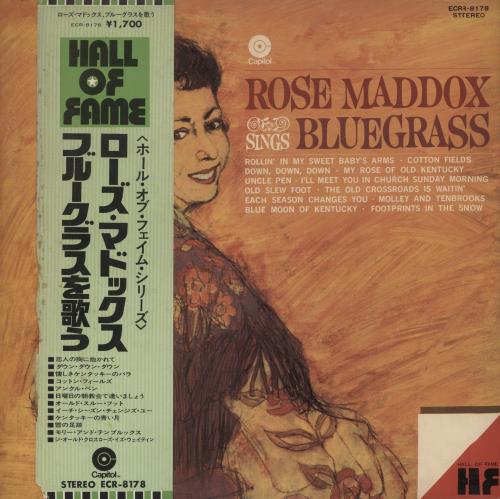 ローズ・マドックス、ブルーグラスを歌う
ECR-8178 ¥1,700
HALL
OF
FAME
〈ホール・オブ・フェイム・シリーズ〉
ローズ・マドックス
ブルーグラスを歌う
■恋人の胸に抱かれて
■ダウン・ダウン・ダウン
■懐しきケンタッキーのバラ
■コットン・フィールズ
■アンクル・ペン
■日曜日の朝教会で逢いましょう
■オールド・スルー・フット
■イーチ・シーズン・チェンジズ・ユー
■ケンタッキーの青い月
■雪の足跡
■モリー・アンド・テンブルックス
■ジ・オールド・クロスロース・イズ・ウェイティン
Capitol
STEREO ECR-8178
Capitol
ECR-8178
STEREO
ROSE MADDOX
SINGS BLUEGRASS
ROLLIN' IN MY SWEET BABY'S ARMS · COTTON FIELDS
DOWN, DOWN, DOWN · MY ROSE OF OLD KENTUCKY
UNCLE PEN · I'LL MEET YOU IN CHURCH SUNDAY MORNING
OLD SLEW FOOT · THE OLD CROSSROADS IS WAITIN'
EACH SEASON CHANGES YOU · MOLLEY AND TENBROOKS
BLUE MOON OF KENTUCKY · FOOTPRINTS IN THE SNOW
HALL OF FAME
HF